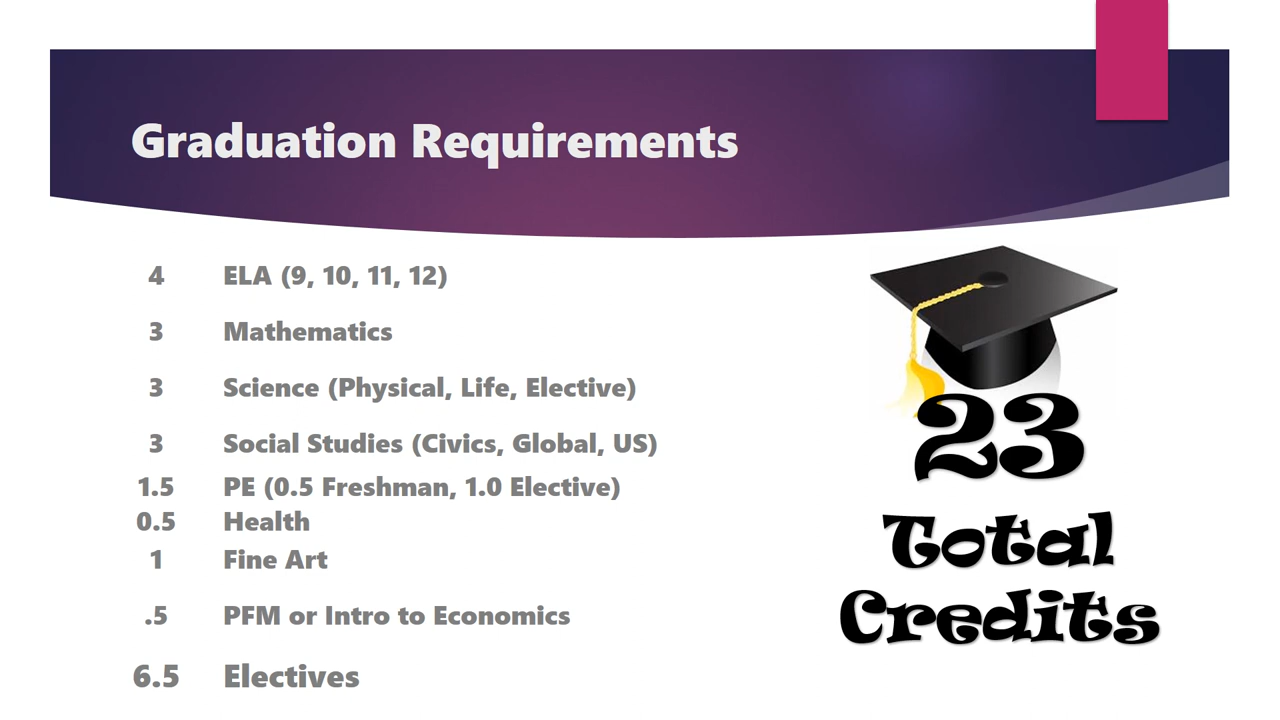 Graduation Requirements
4 ELA (9, 10, 11, 12)
3 Mathematics
3 Science (Physical, Life, Elective)
3 Social Studies (Civics, Global, US)
1.5 PE (0.5 Freshman, 1.0 Elective)
0.5 Health
1 Fine Art
.5 PFM or Intro to Economics
6.5 Electives
23
Total
Credits